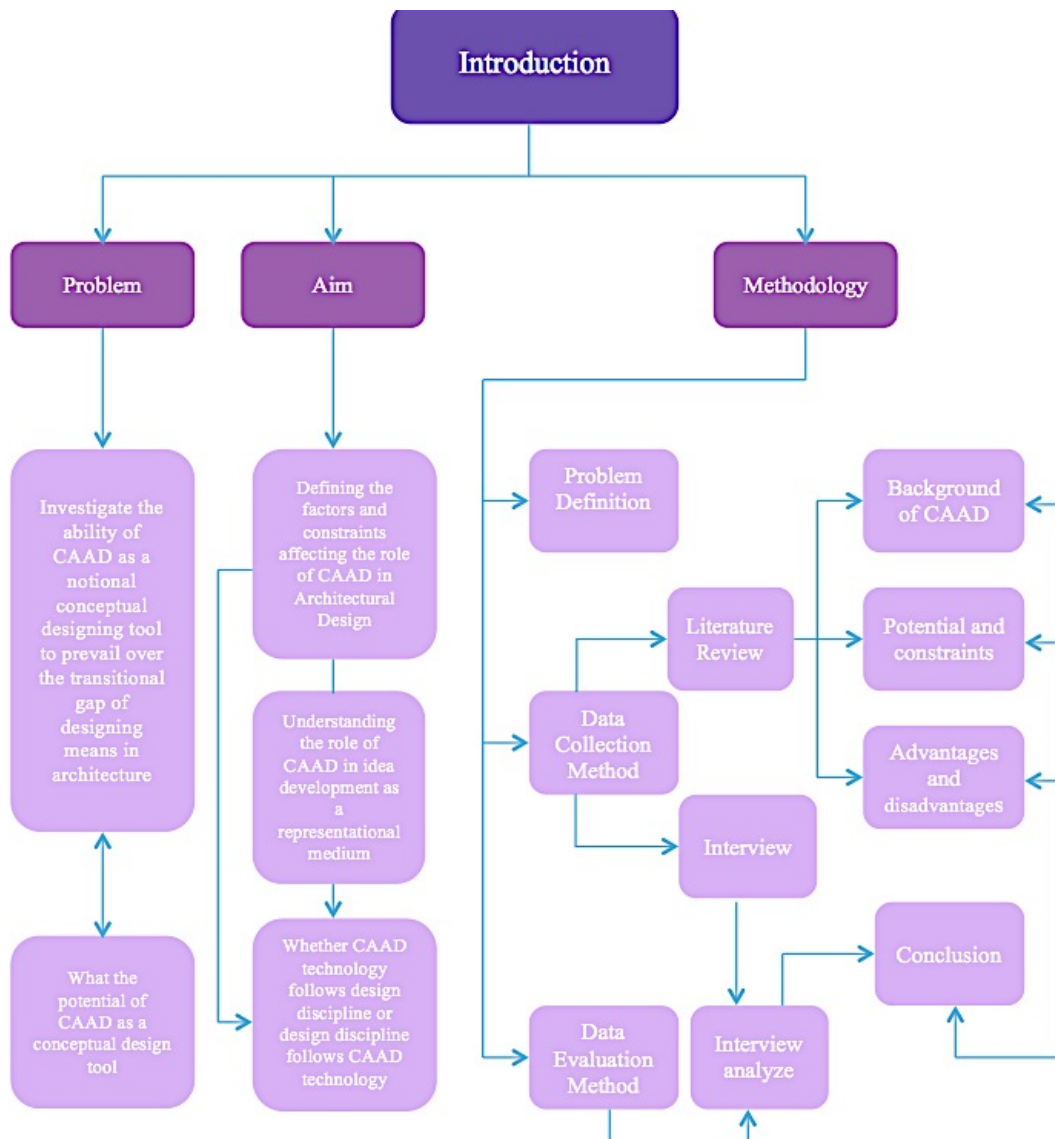 Introduction
Problem
Aim
Methodology
Investigate the
ability of
CAAD as a
notional
conceptual
designing tool
to prevail over
the transitional
gap of
designing
means in
architecture
What the
potential of
CAAD as a
conceptual design
tool
Defining the
factors and
constraints
affecting the role
of CAAD in
Architectural
Design
Understanding
the role of
CAAD in idea
development as
a
representational
medium
Whether CAAD
technology
follows design
discipline or
design discipline
follows CAAD
technology
Problem
Definition
Data
Collection
Method
Literature
Review
Interview
Background
of CAAD
Potential and
constraints
Advantages
and
disadvantages
Data
Evaluation
Method
Interview
analyze
Conclusion